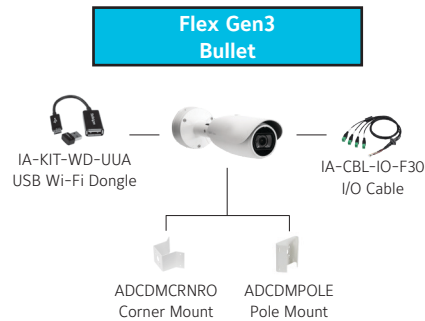 Flex Gen3
Bullet
IA-KIT-WD-UUA
USB Wi-Fi Dongle
IA-CBL-IO-F30
I/O Cable
ADCDMCRNRO
Corner Mount
ADCDMPOLE
Pole Mount